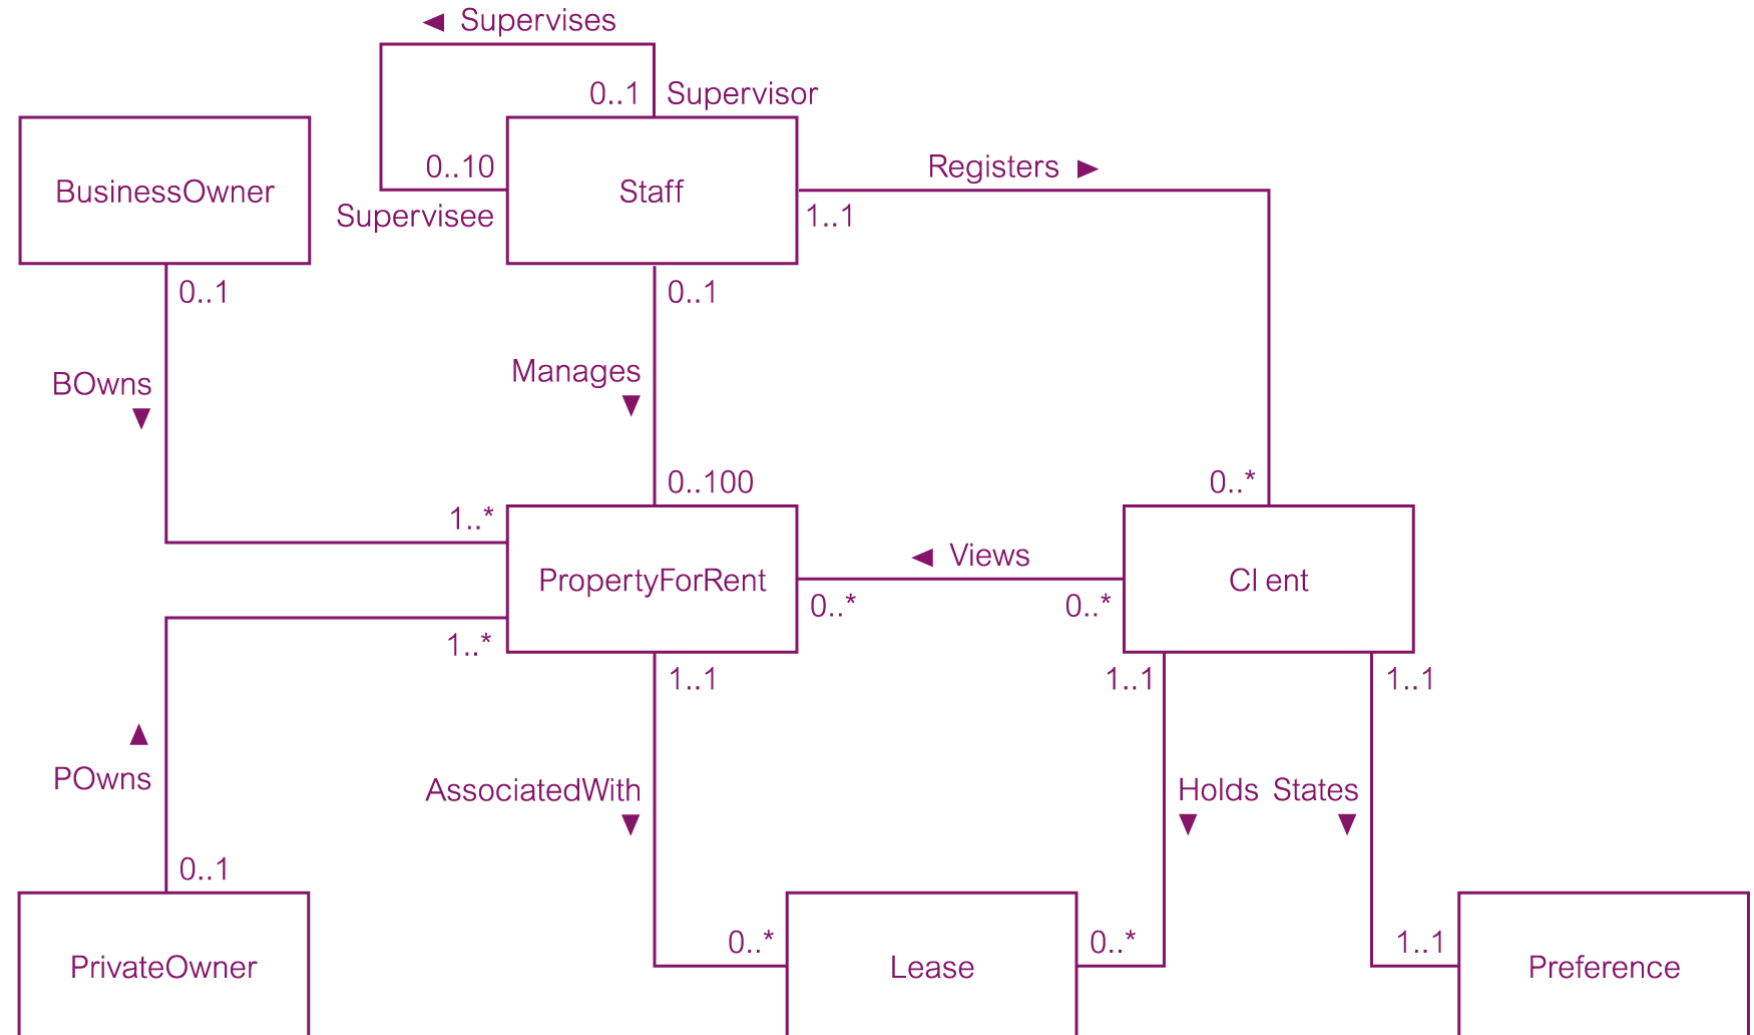 Supervises
0..1 Supervisor
BusinessOwner
0..10
Supervisee
Staff
Registers
1..1
0..1
0..1
BOwns
Manages
0..100
0..*
1..*
PropertyForRent
Views
0..*
0..*
Cl ent
1..*
1..1
1..1
1..1
POwns
AssociatedWith
Holds
States
0..1
0..*
0..*
1..1
PrivateOwner
Lease
Preference